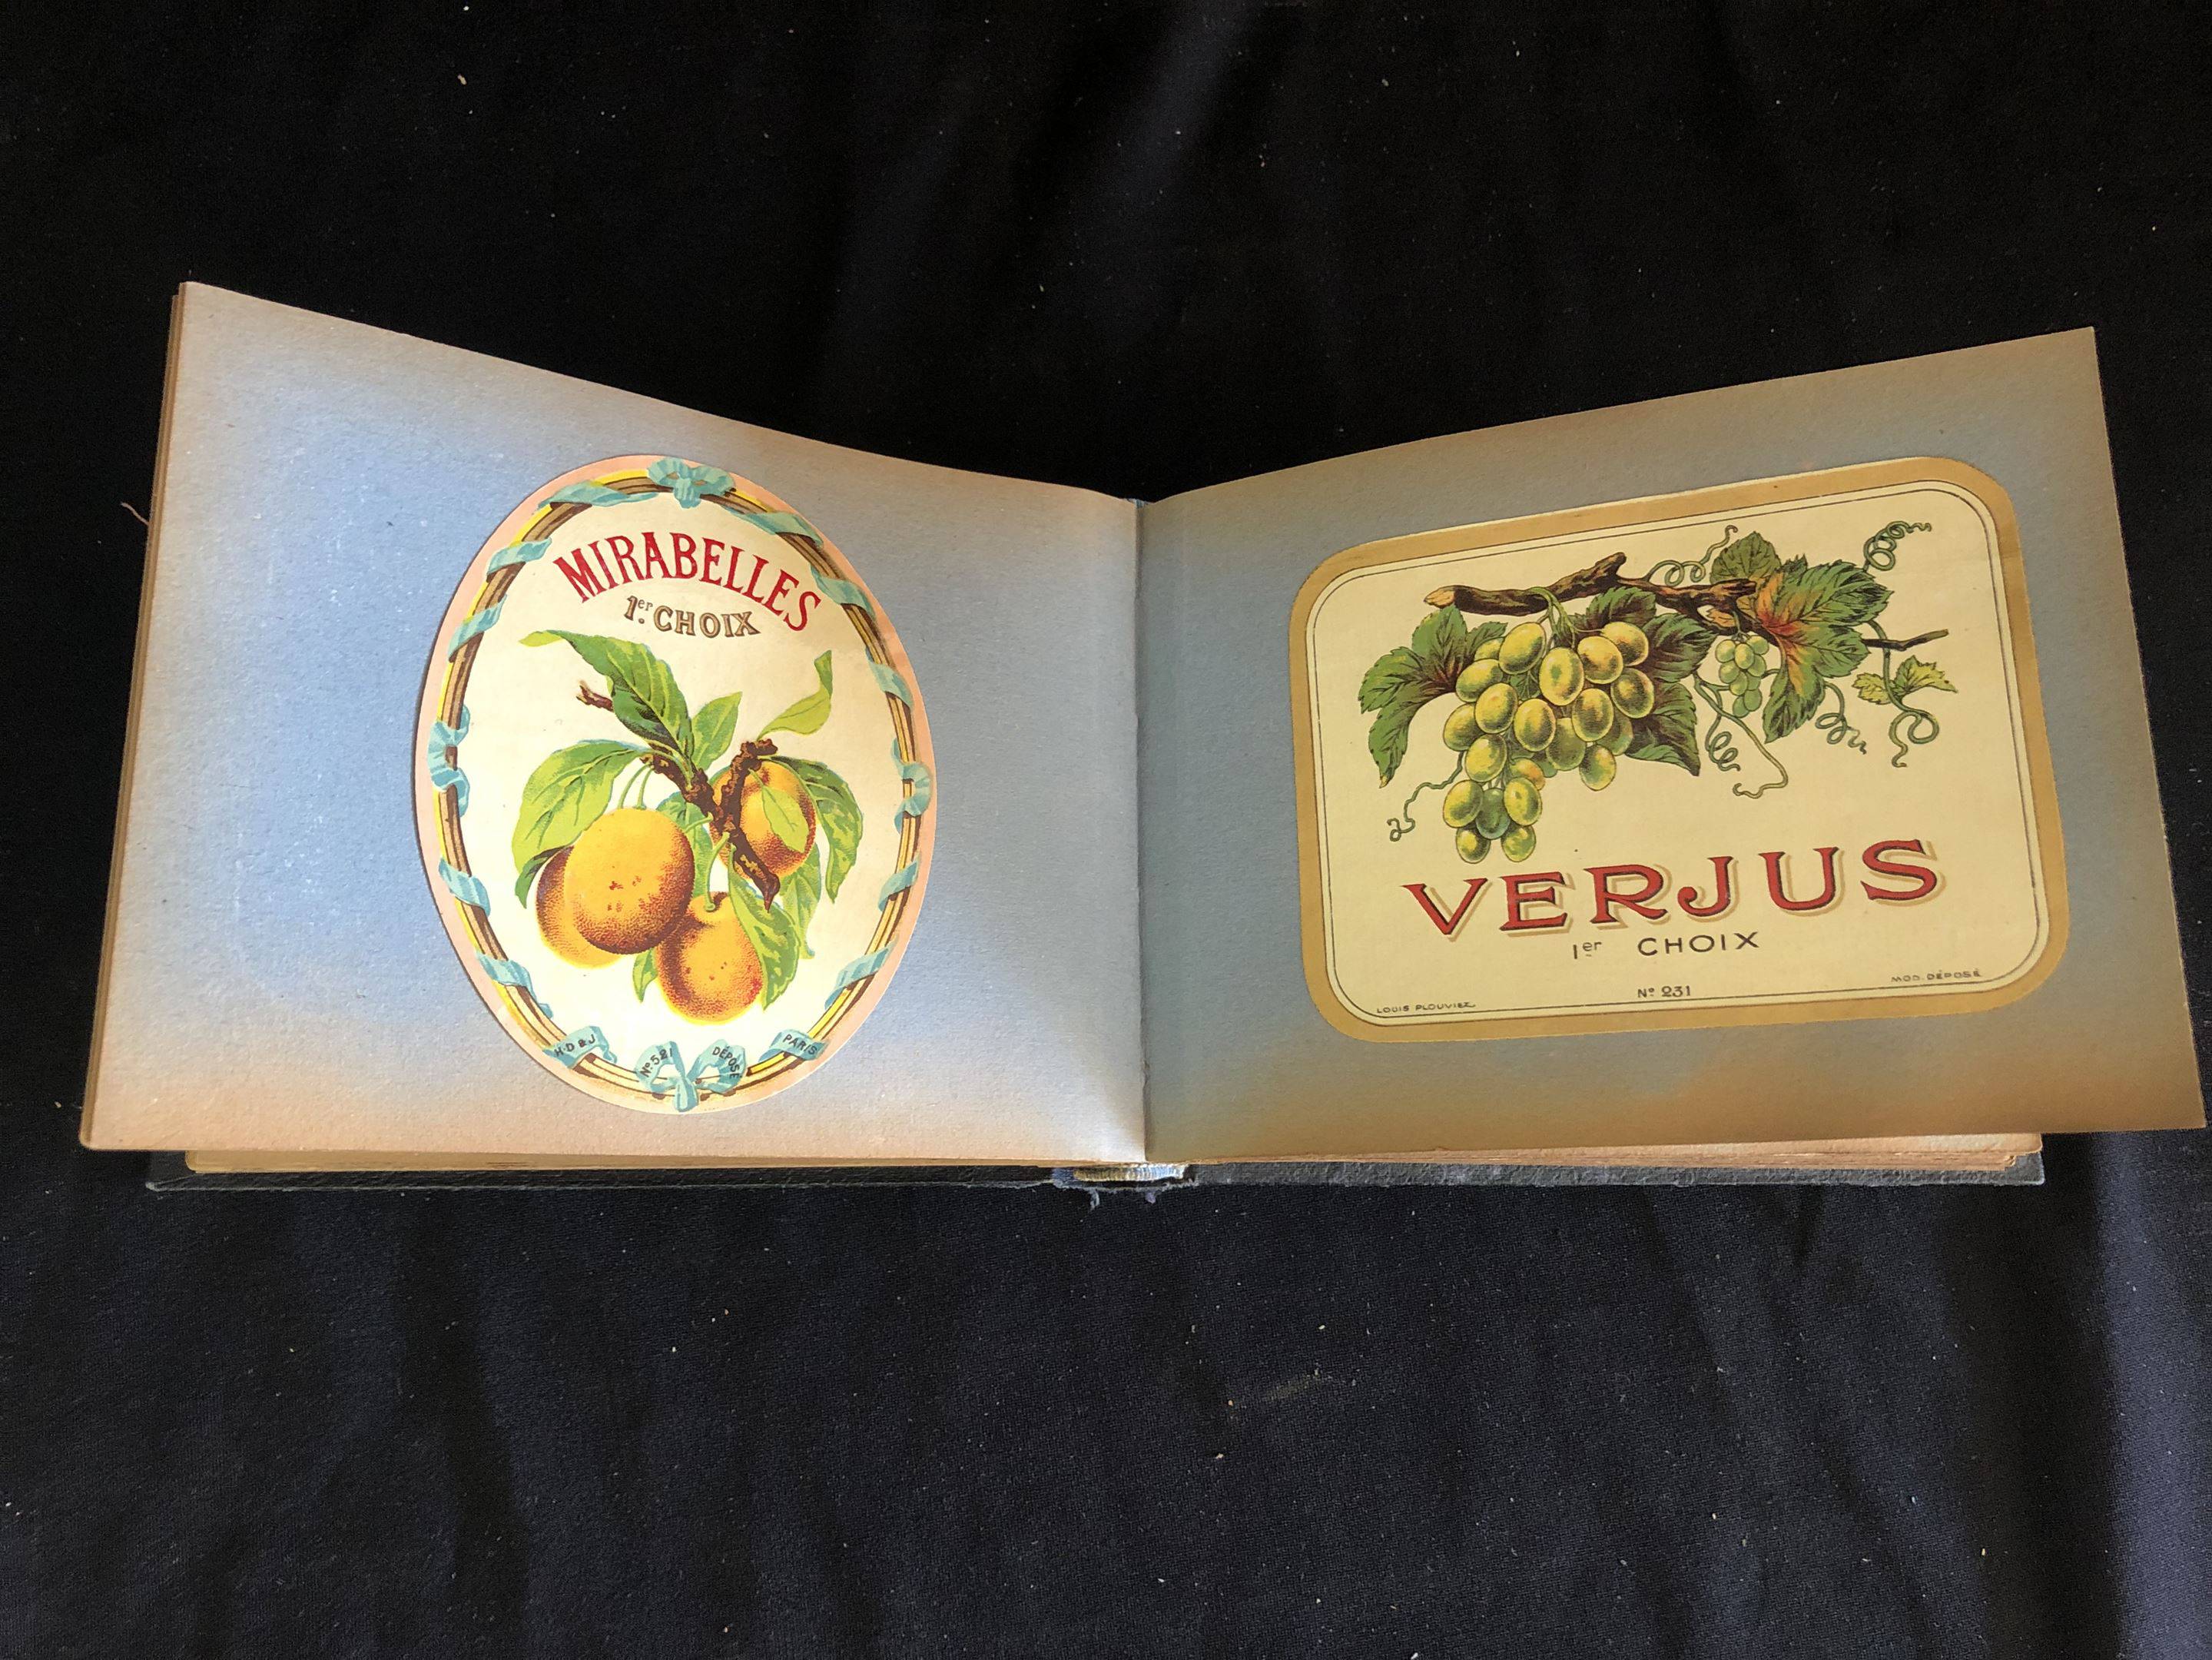 MIRABELLES
1er. CHOIX
H.D & J
Nº 521
DÉPOSÉ
PARIS
VERJUS
1er CHOIX
Nº 231
LOUIS PLOUVIEZ
MOD. DÉPOSÉ